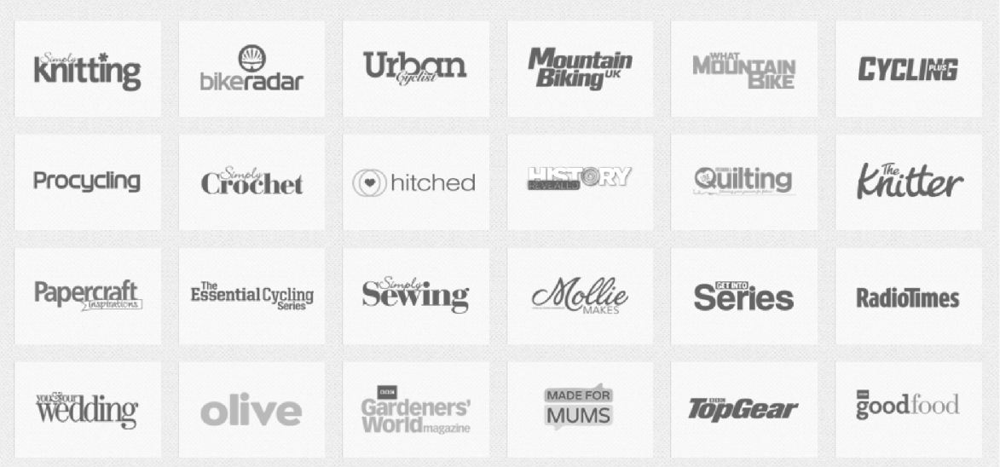 Simply
knitting
bikeradar
Urban
Cyclist
Mountain
Biking UK
WHAT
MOUNTAIN
BIKE
CYCLING PLUS
Procycling
Simply
Crochet
hitched
HISTORY
REVEALED
Quilting
The
Knitter
Papercraft
inspirations
The
Essential Cycling
Series
Simply
Sewing
Mollie
MAKES
GET INTO
Series
RadioTimes
you & your
wedding
olive
BBC
Gardeners'
World magazine
MADE FOR
MUMS
BBC
TopGear
BBC
goodfood